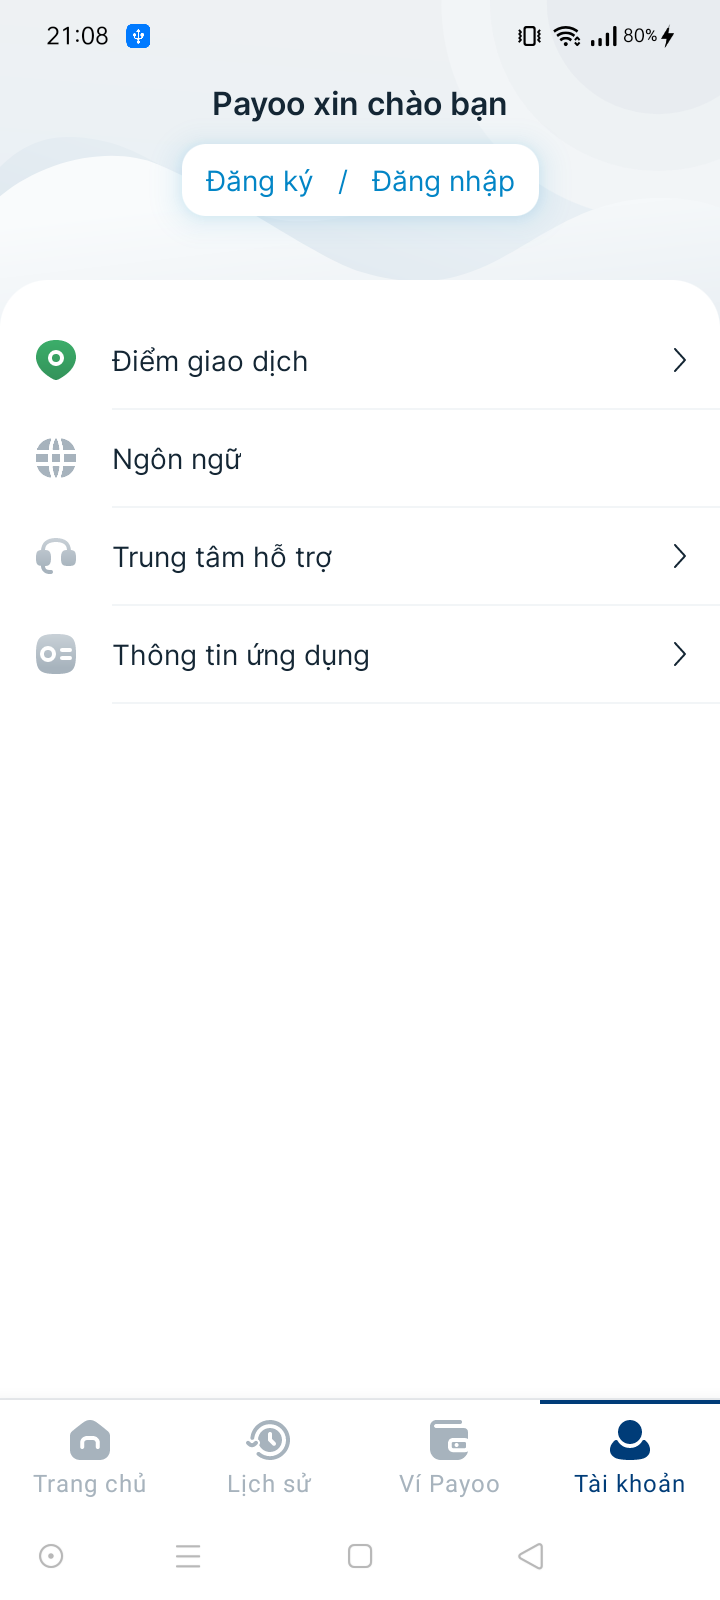 21:08
80%
Payoo xin chào bạn
Đăng ký / Đăng nhập
Điểm giao dịch
Ngôn ngữ
Trung tâm hỗ trợ
Thông tin ứng dụng
Trang chủ
Lịch sử
Ví Payoo
Tài khoản